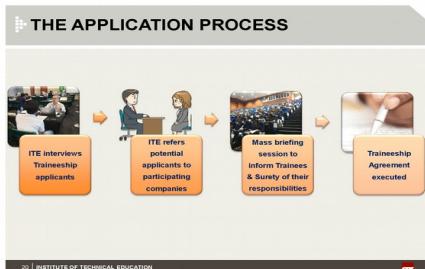 THE APPLICATION PROCESS
ITE interviews
Traineeship
applicants
ITE refers
potential
applicants to
participating
companies
Mass briefing
session to
inform Trainees
& Surety of their
responsibilities
Traineeship
Agreement
executed
20 INSTITUTE OF TECHNICAL EDUCATION